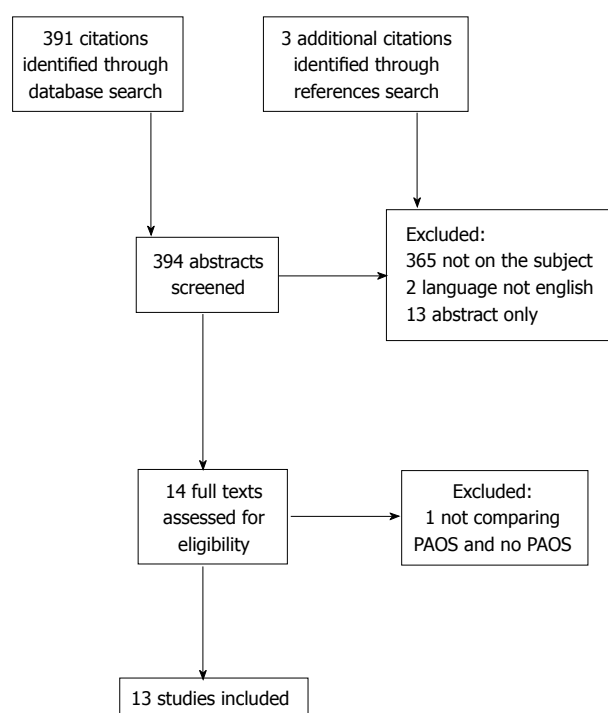 391 citations
identified through
database search
3 additional citations
identified through
references search
394 abstracts
screened
Excluded:
365 not on the subject
2 language not english
13 abstract only
14 full texts
assessed for
eligibility
Excluded:
1 not comparing
PAOS and no PAOS
13 studies included